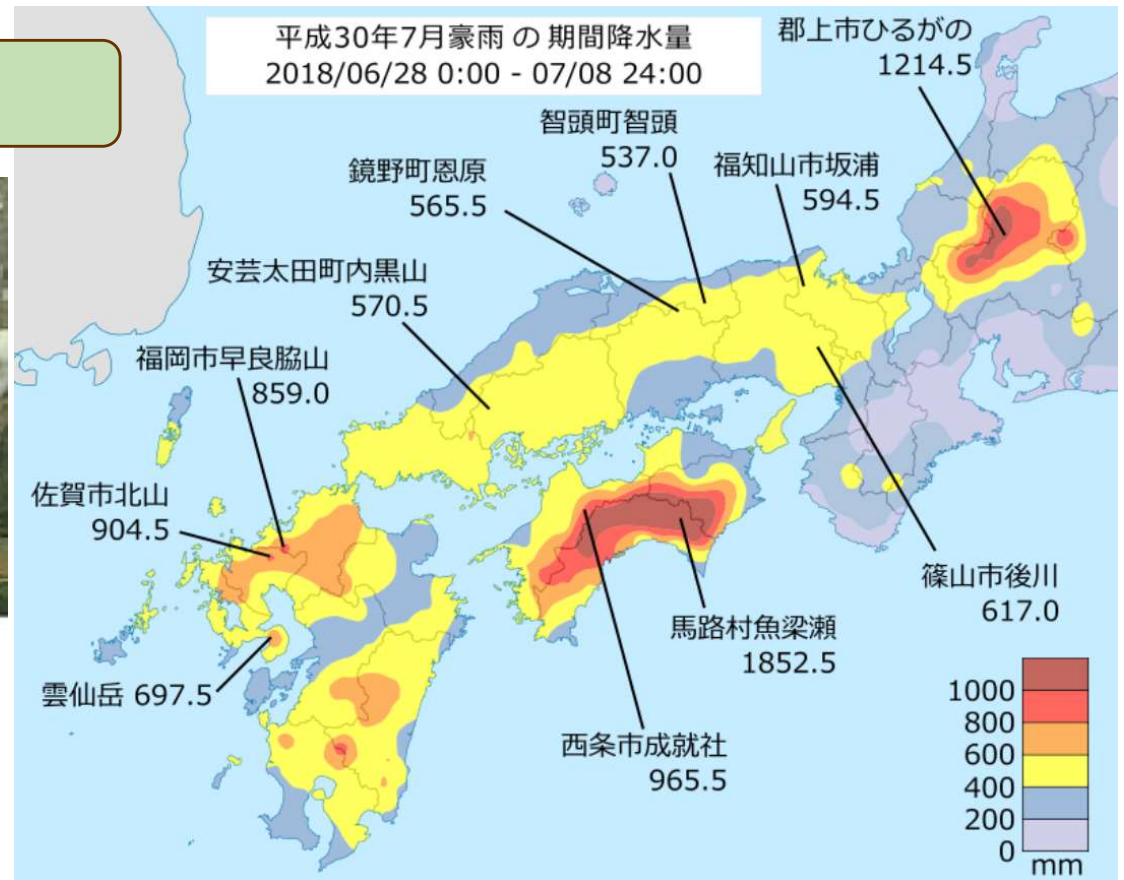 平成30年7月豪雨 の 期間降水量
2018/06/28 0:00 - 07/08 24:00
郡上市ひるがの
1214.5
智頭町智頭
537.0
福知山市坂浦
594.5
鏡野町恩原
565.5
安芸太田町内黒山
570.5
福岡市早良脇山
859.0
佐賀市北山
904.5
雲仙岳 697.5
篠山市後川
617.0
馬路村魚梁瀬
1852.5
西条市成就社
965.5
1000
800
600
400
200
0
mm